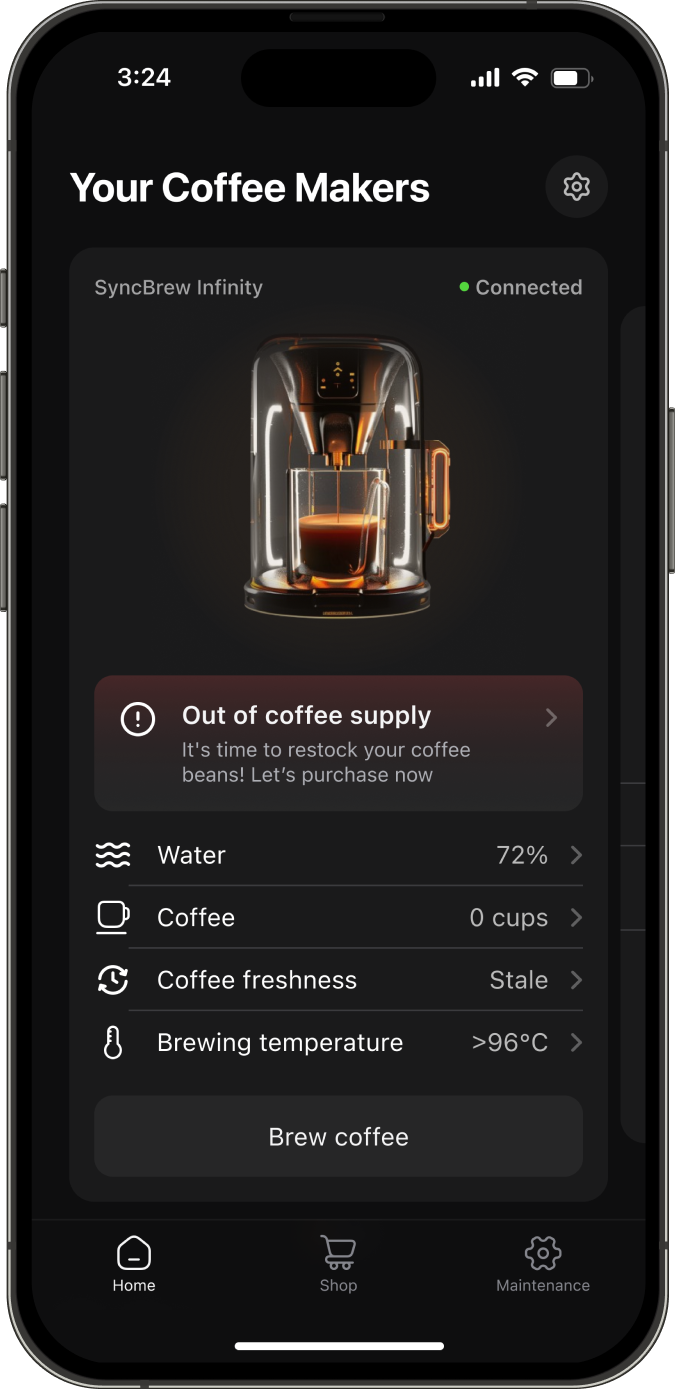 3:24
Your Coffee Makers
SyncBrew Infinity
Connected
Out of coffee supply
It's time to restock your coffee
beans! Let’s purchase now
Water 72%
Coffee 0 cups
Coffee freshness Stale
Brewing temperature >96°C
Brew coffee
Home Shop Maintenance